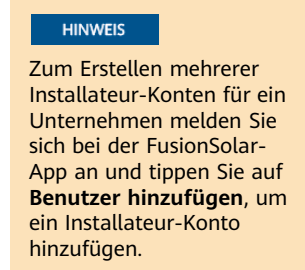 HINWEIS
Zum Erstellen mehrerer
Installateur-Konten für ein
Unternehmen melden Sie
sich bei der FusionSolar-
App an und tippen Sie auf
Benutzer hinzufügen, um
ein Installateur-Konto
hinzufügen.